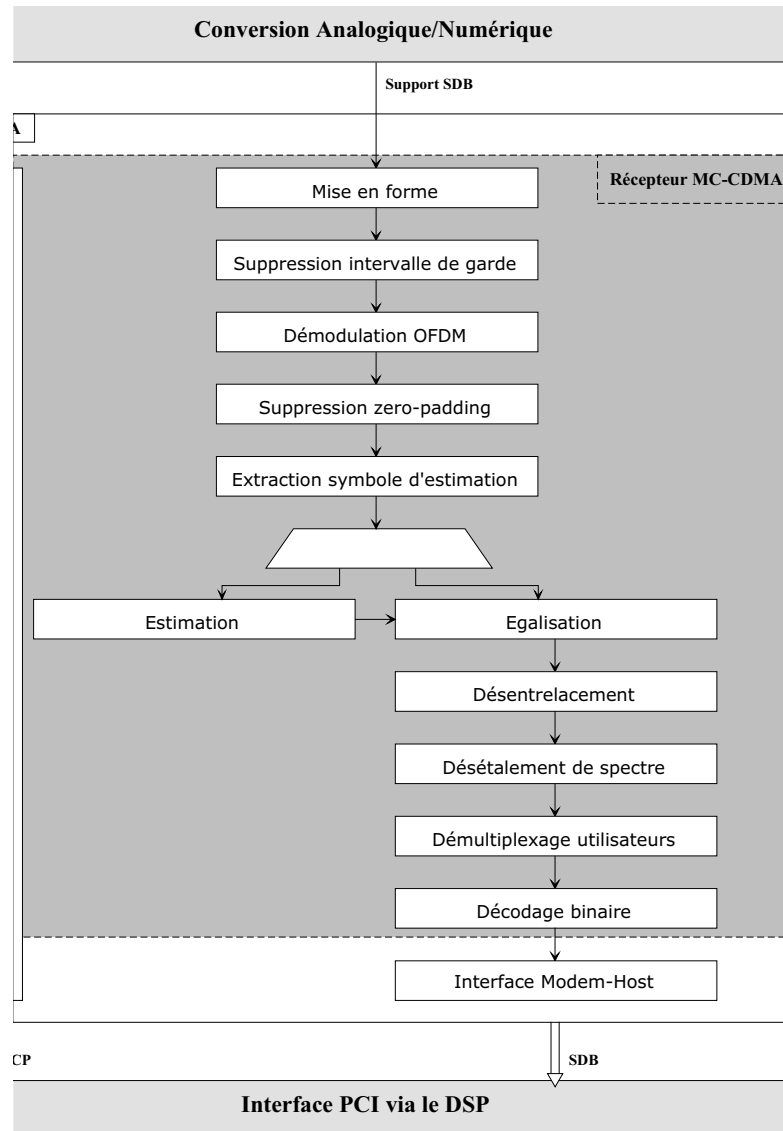 Conversion Analogique/Numérique
Support SDB
A
Récepteur MC-CDMA
Mise en forme
Suppression intervalle de garde
Démodulation OFDM
Suppression zero-padding
Extraction symbole d'estimation
Estimation
Egalisation
Désentrelacement
Désétalement de spectre
Démultiplexage utilisateurs
Décodage binaire
Interface Modem-Host
CP
SDB
Interface PCI via le DSP